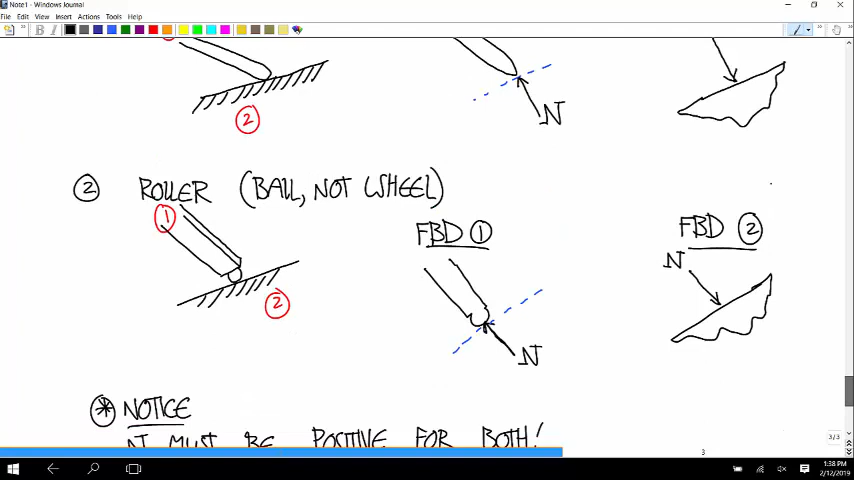 Note1 - Windows Journal
File Edit View Insert Actions Tools Help
B I
2
N
2 ROLLER (BALL, NOT WHEEL)
1
2
FBD 1
N
FBD 2
N
* NOTICE
N MUST BE POSITIVE FOR BOTH!
3
3/3
1:38 PM
2/12/2019